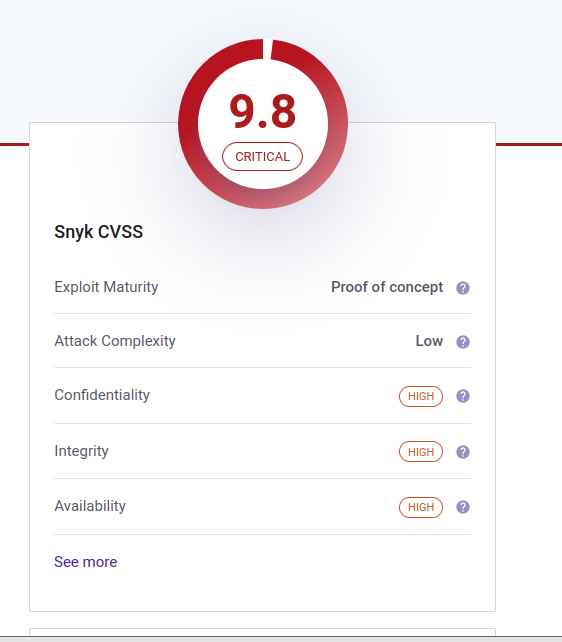 9.8
CRITICAL
Snyk CVSS
Exploit Maturity Proof of concept ?
Attack Complexity Low ?
Confidentiality HIGH ?
Integrity HIGH ?
Availability HIGH ?
See more